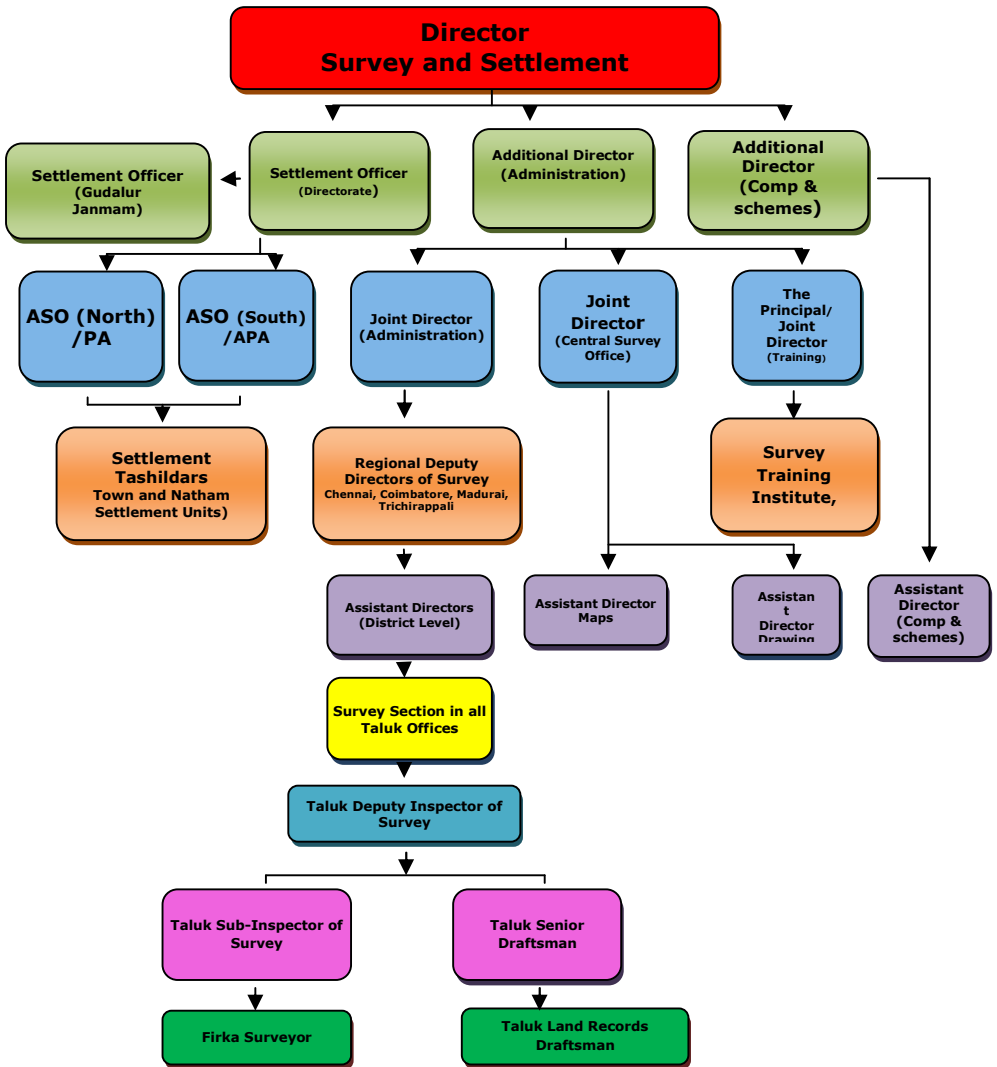 Director
Survey and Settlement
Settlement Officer
(Gudalur
Janmam)
Settlement Officer
(Directorate)
Additional Director
(Administration)
Additional
Director
(Comp &
schemes)
ASO (North)
/PA
ASO (South)
/APA
Joint Director
(Administration)
Joint
Director
(Central Survey
Office)
The
Principal/
Joint
Director
(Training)
Settlement
Tashildars
Town and Natham
Settlement Units)
Regional Deputy
Directors of Survey
Chennai, Coimbatore, Madurai,
Trichirappali
Survey
Training
Institute,
Assistant Directors
(District Level)
Assistant Director
Maps
Assistan
t
Director
Drawing
Assistant
Director
(Comp &
schemes)
Survey Section in all
Taluk Offices
Taluk Deputy Inspector of
Survey
Taluk Sub-Inspector of
Survey
Taluk Senior
Draftsman
Firka Surveyor
Taluk Land Records
Draftsman